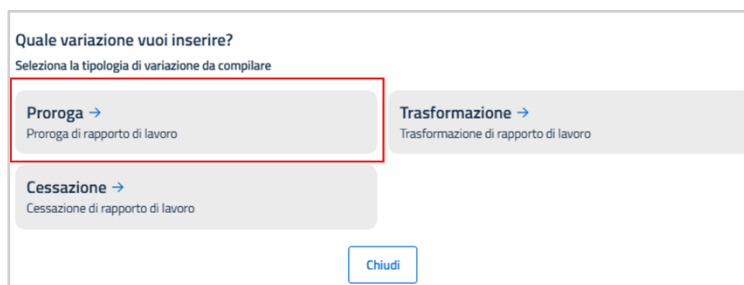 Quale variazione vuoi inserire?
Seleziona la tipologia di variazione da compilare
Proroga →
Proroga di rapporto di lavoro
Trasformazione →
Trasformazione di rapporto di lavoro
Cessazione →
Cessazione di rapporto di lavoro
Chiudi